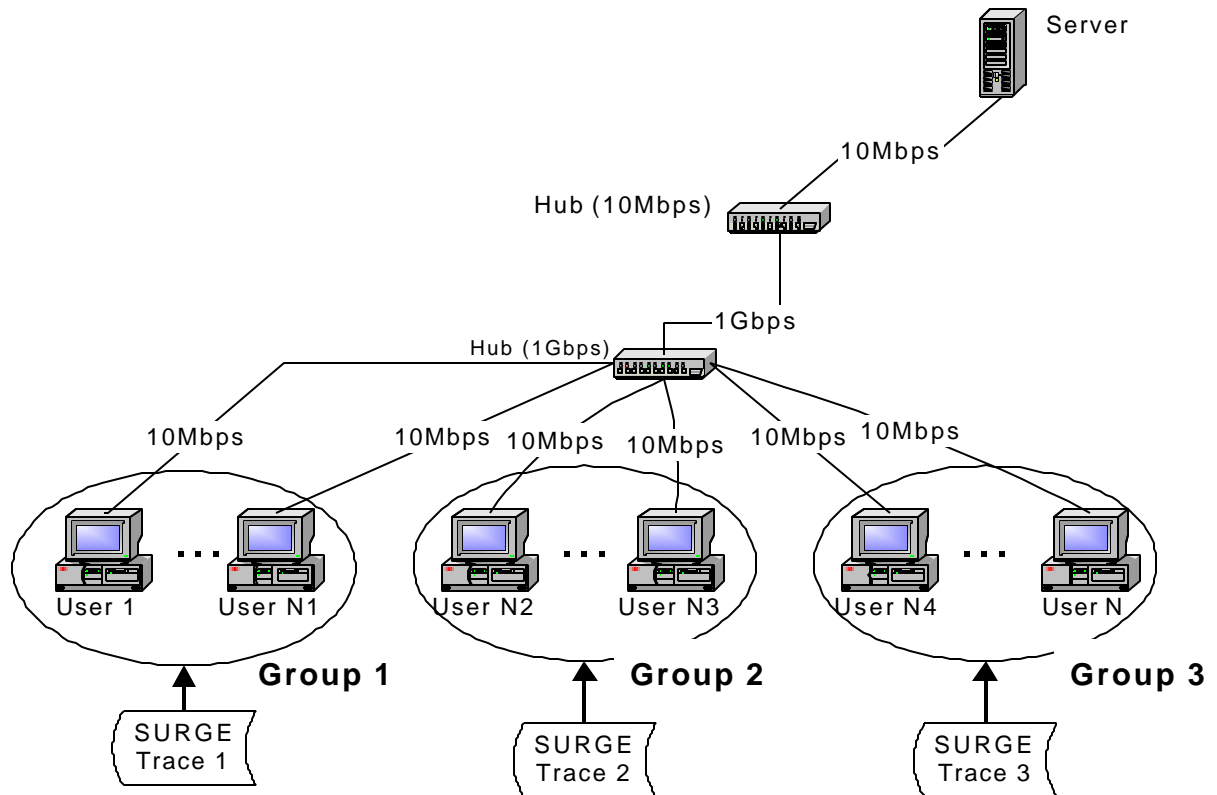 Server
10Mbps
Hub (10Mbps)
1Gbps
Hub (1Gbps)
10Mbps
10Mbps
10Mbps
10Mbps
10Mbps
10Mbps
...
...
...
User 1
User N1
User N2
User N3
User N4
User N
Group 1
Group 2
Group 3
SURGE
Trace 1
SURGE
Trace 2
SURGE
Trace 3